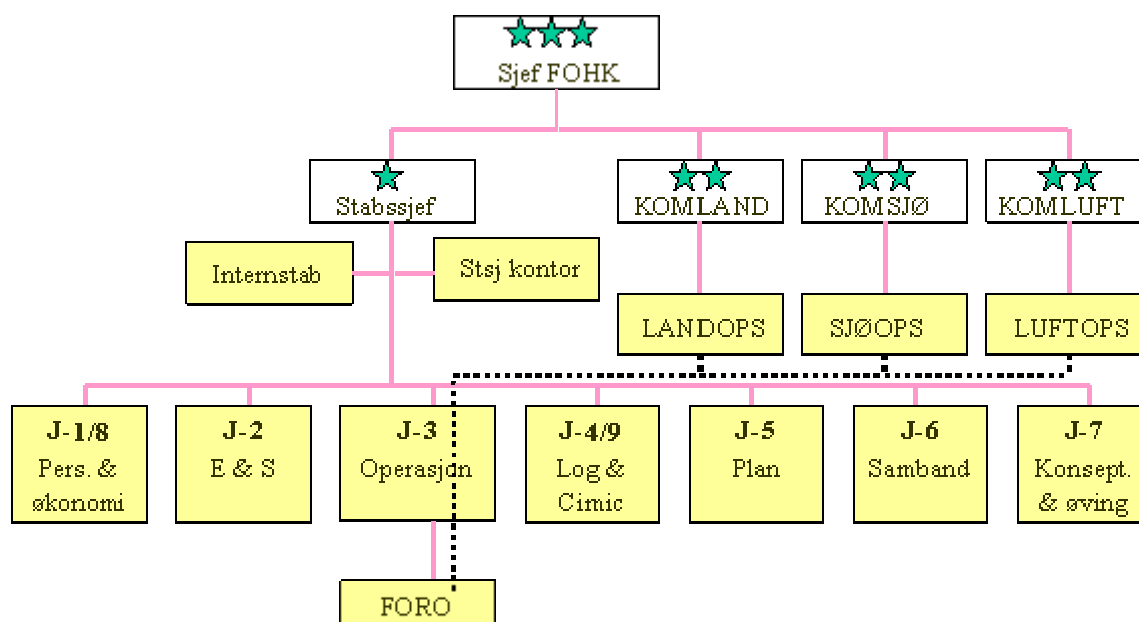 Sjef FOHK
Stabssjef
KOMLAND
KOMSJØ
KOMLUFT
Internstab
Stsj kontor
LANDOPS
SJØOPS
LUFTOPS
J-1/8
Pers. &
økonomi
J-2
E & S
J-3
Operasjon
J-4/9
Log &
Cimic
J-5
Plan
J-6
Samband
J-7
Konsept.
& øving
FORO